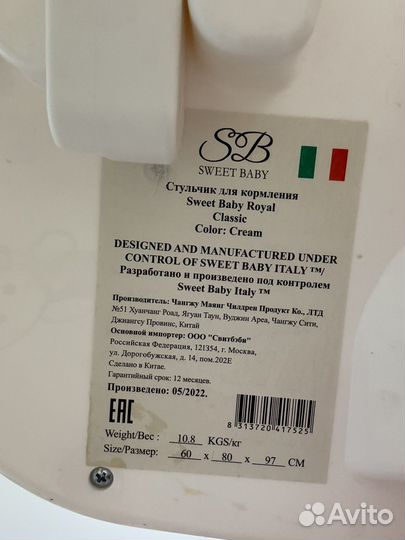 SB
SWEET BABY
Стульчик для кормления
Sweet Baby Royal
Classic
Color: Cream
DESIGNED AND MANUFACTURED UNDER
CONTROL OF SWEET BABY ITALY ™/
Разработано и произведено под контролем
Sweet Baby Italy ™
Производитель: Чангжу Маянг Чилдрен Продукт Ко., ЛТД
№51 Хуанчанг Роад, Ягуан Таун, Вуджин Ареа, Чангжу Сити,
Джиангсу Провинс, Китай
Основной импортер: ООО "Свитбэби"
Российская Федерация, 121354, г. Москва,
ул. Дорогобужская, д. 14, пом.202Е
Сделано в Китае.
Гарантийный срок: 12 месяцев.
Произведено: 05/2022.
EAC
8 313720 417525
Weight/Вес : 10.8 KGS/кг
Size/Размер: 60 x 80 x 97 CM
Avito